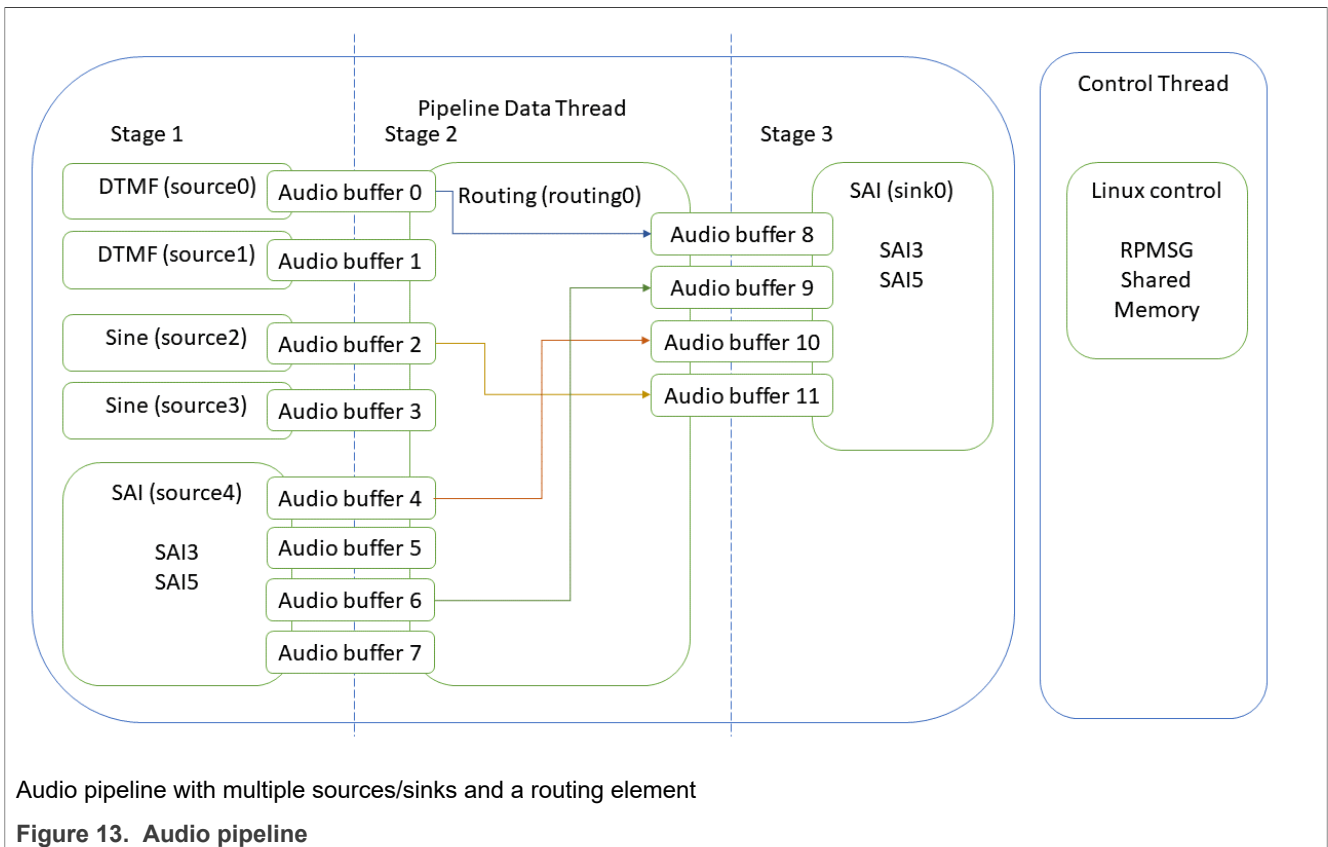 Pipeline Data Thread
Stage 1
Stage 2
Stage 3
DTMF (source0)
Audio buffer 0
DTMF (source1)
Audio buffer 1
Sine (source2)
Audio buffer 2
Sine (source3)
Audio buffer 3
SAI (source4)
SAI3
SAI5
Audio buffer 4
Audio buffer 5
Audio buffer 6
Audio buffer 7
Routing (routing0)
Audio buffer 8
Audio buffer 9
Audio buffer 10
Audio buffer 11
SAI (sink0)
SAI3
SAI5
Control Thread
Linux control
RPMSG
Shared
Memory
Audio pipeline with multiple sources/sinks and a routing element
Figure 13. Audio pipeline